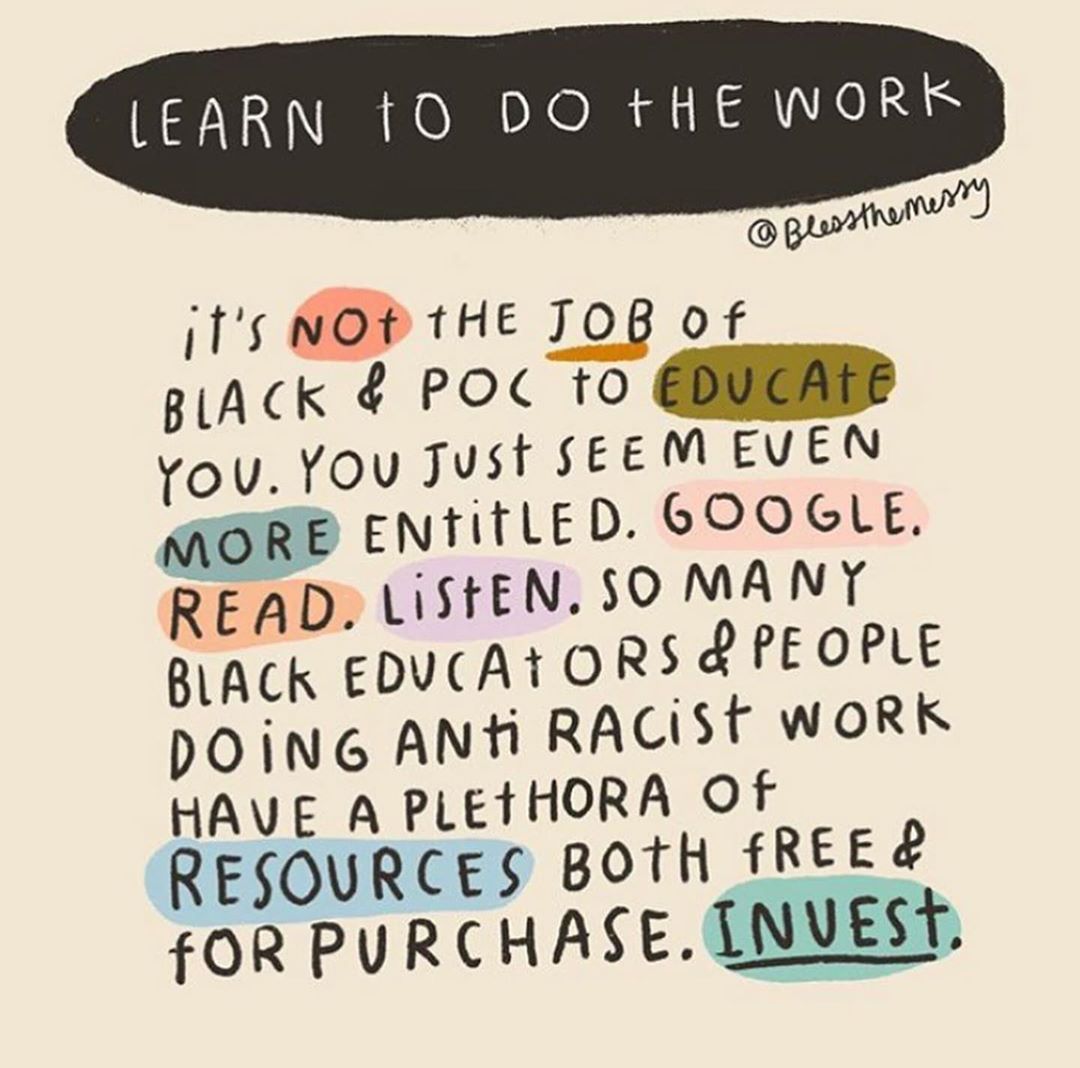 LEARN tO DO tHE WORK
@Blessthemessy
it's NOt tHE JOB Of
BLACK & POC tO EDUCAtE
YOU. YOU JUSt SEEM EVEN
MORE ENtitLED. GOOGLE.
READ. LiStEN. SO MANY
BLACK EDUCAtORS & PEOPLE
DOiNG ANti RACiSt WORK
HAVE A PLEtHORA Of
RESOURCES BOtH fREE &
fOR PURCHASE. INVESt.